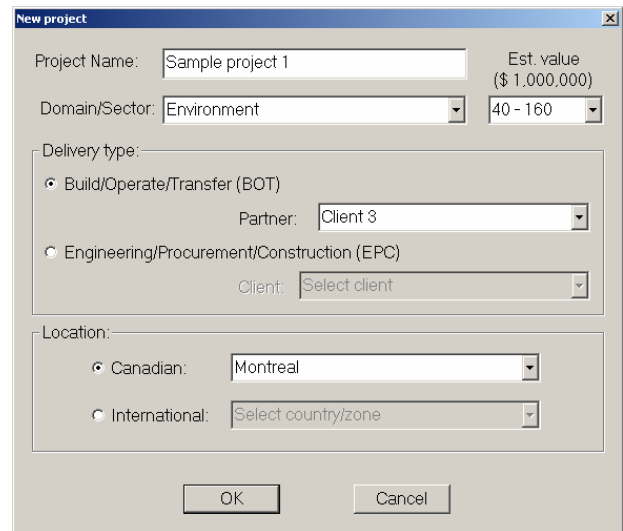 New project
Project Name: Sample project 1 Est. value
($ 1,000,000)
Domain/Sector: Environment 40 - 160
Delivery type:
Build/Operate/Transfer (BOT)
Partner: Client 3
Engineering/Procurement/Construction (EPC)
Client: Select client
Location:
Canadian: Montreal
International: Select country/zone
OK Cancel